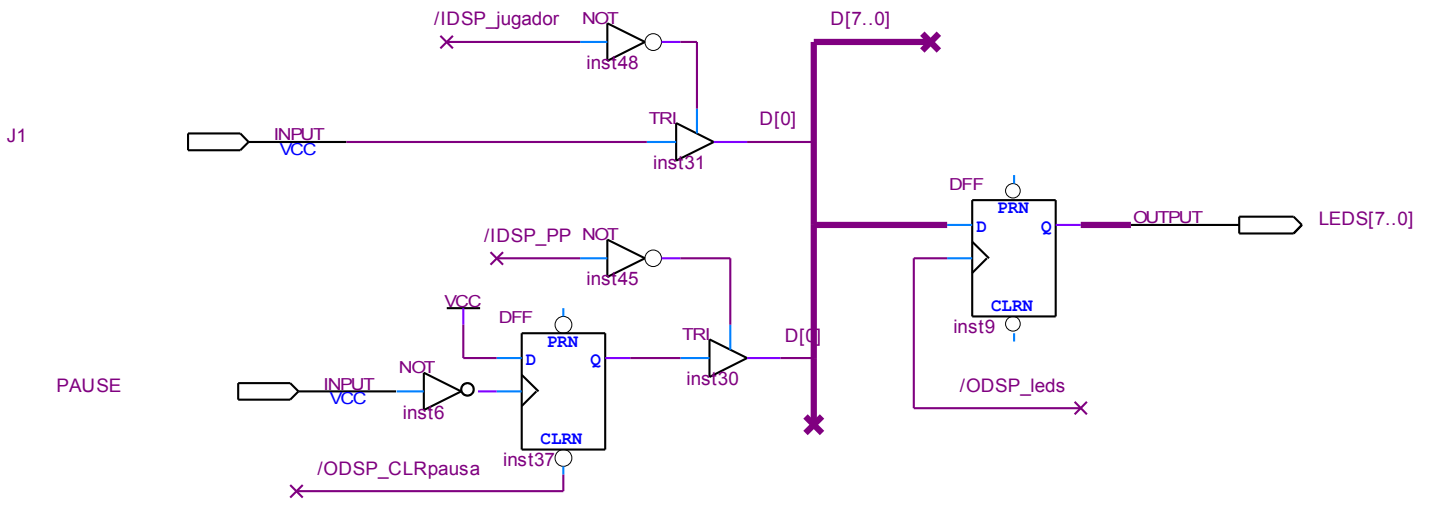 /IDSP_jugador
NOT
D[7..0]
inst48
TRI
D[0]
J1
INPUT
VCC
inst31
DFF
PRN
D
Q
OUTPUT
LEDS[7..0]
CLRN
inst9
/IDSP_PP
NOT
inst45
VCC
DFF
PRN
TRI
D[0]
D
Q
NOT
inst30
/ODSP_leds
PAUSE
INPUT
VCC
inst6
CLRN
inst37
/ODSP_CLRpausa